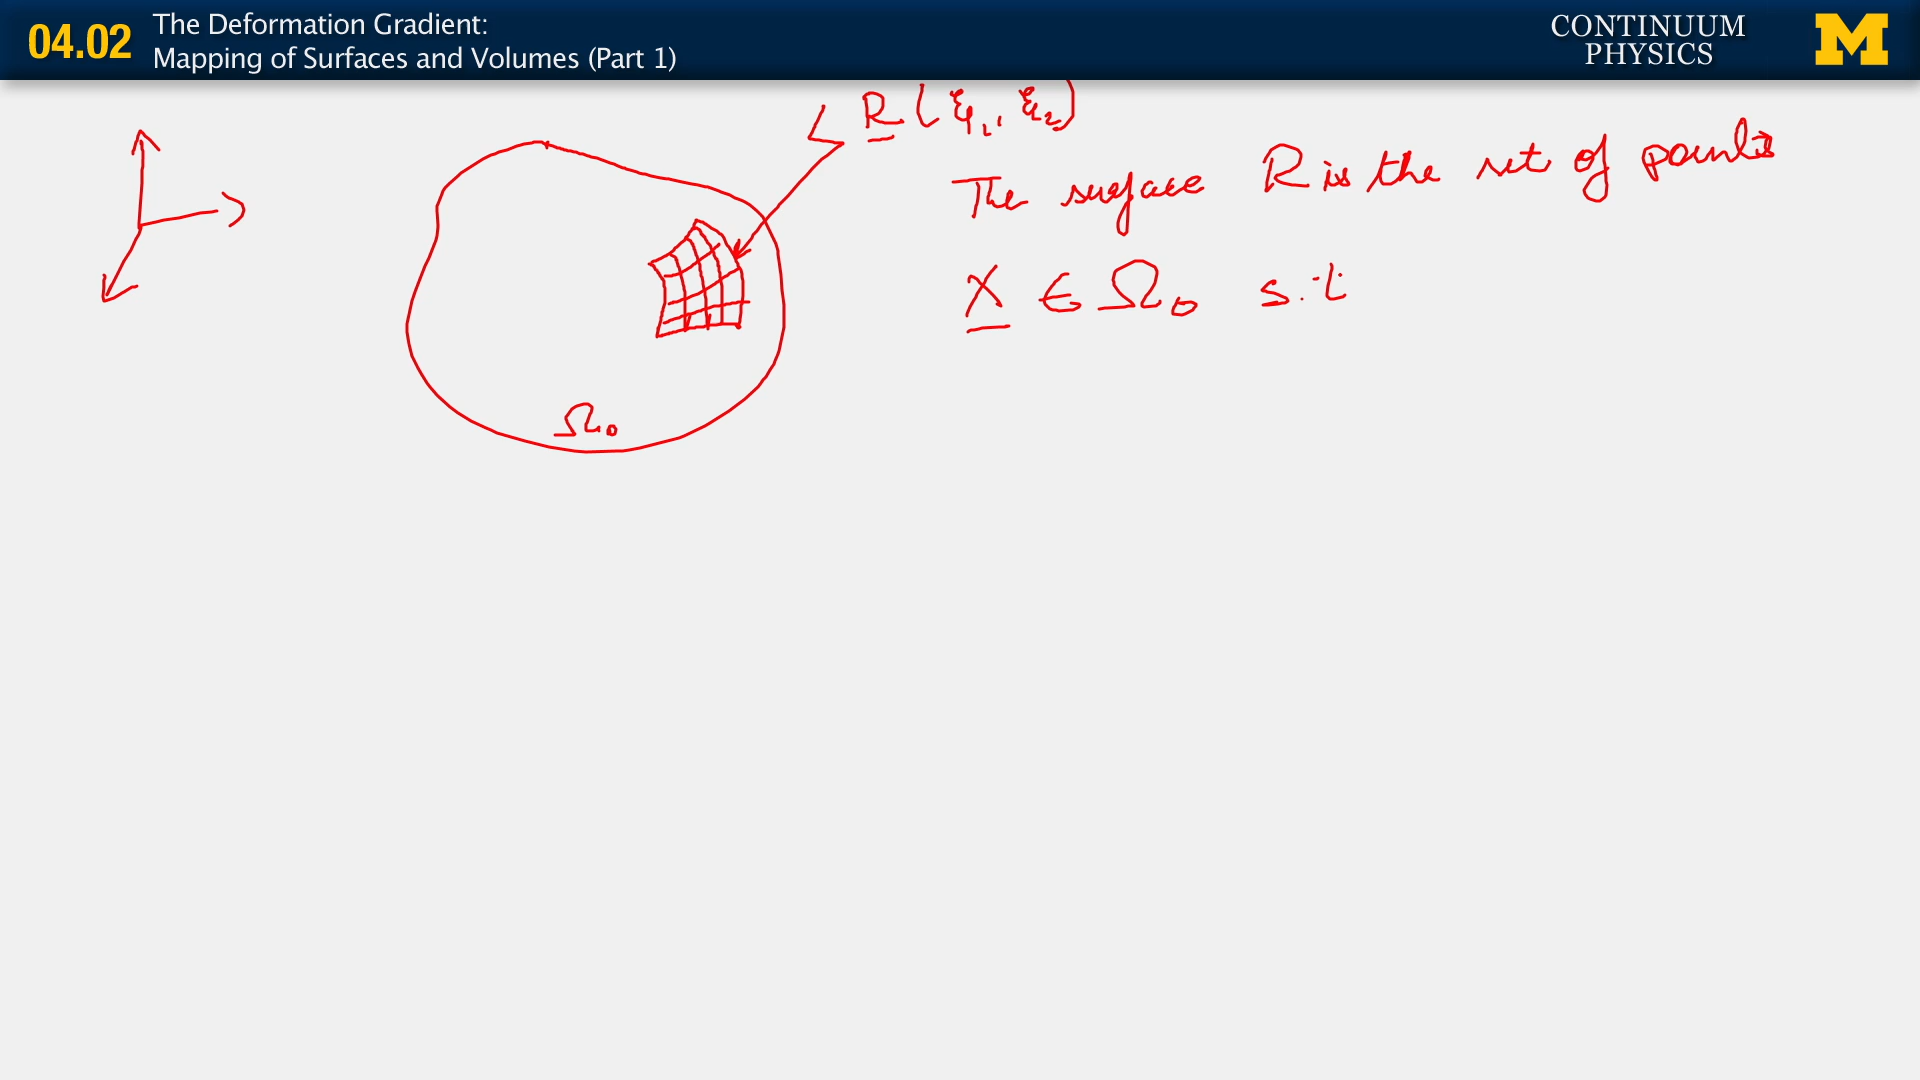 04.02
The Deformation Gradient:
Mapping of Surfaces and Volumes (Part 1)
CONTINUUM
PHYSICS
M
R(ξ₁, ξ₂)
The surface R is the set of points
X ∈ Ω₀ s.t
Ω₀